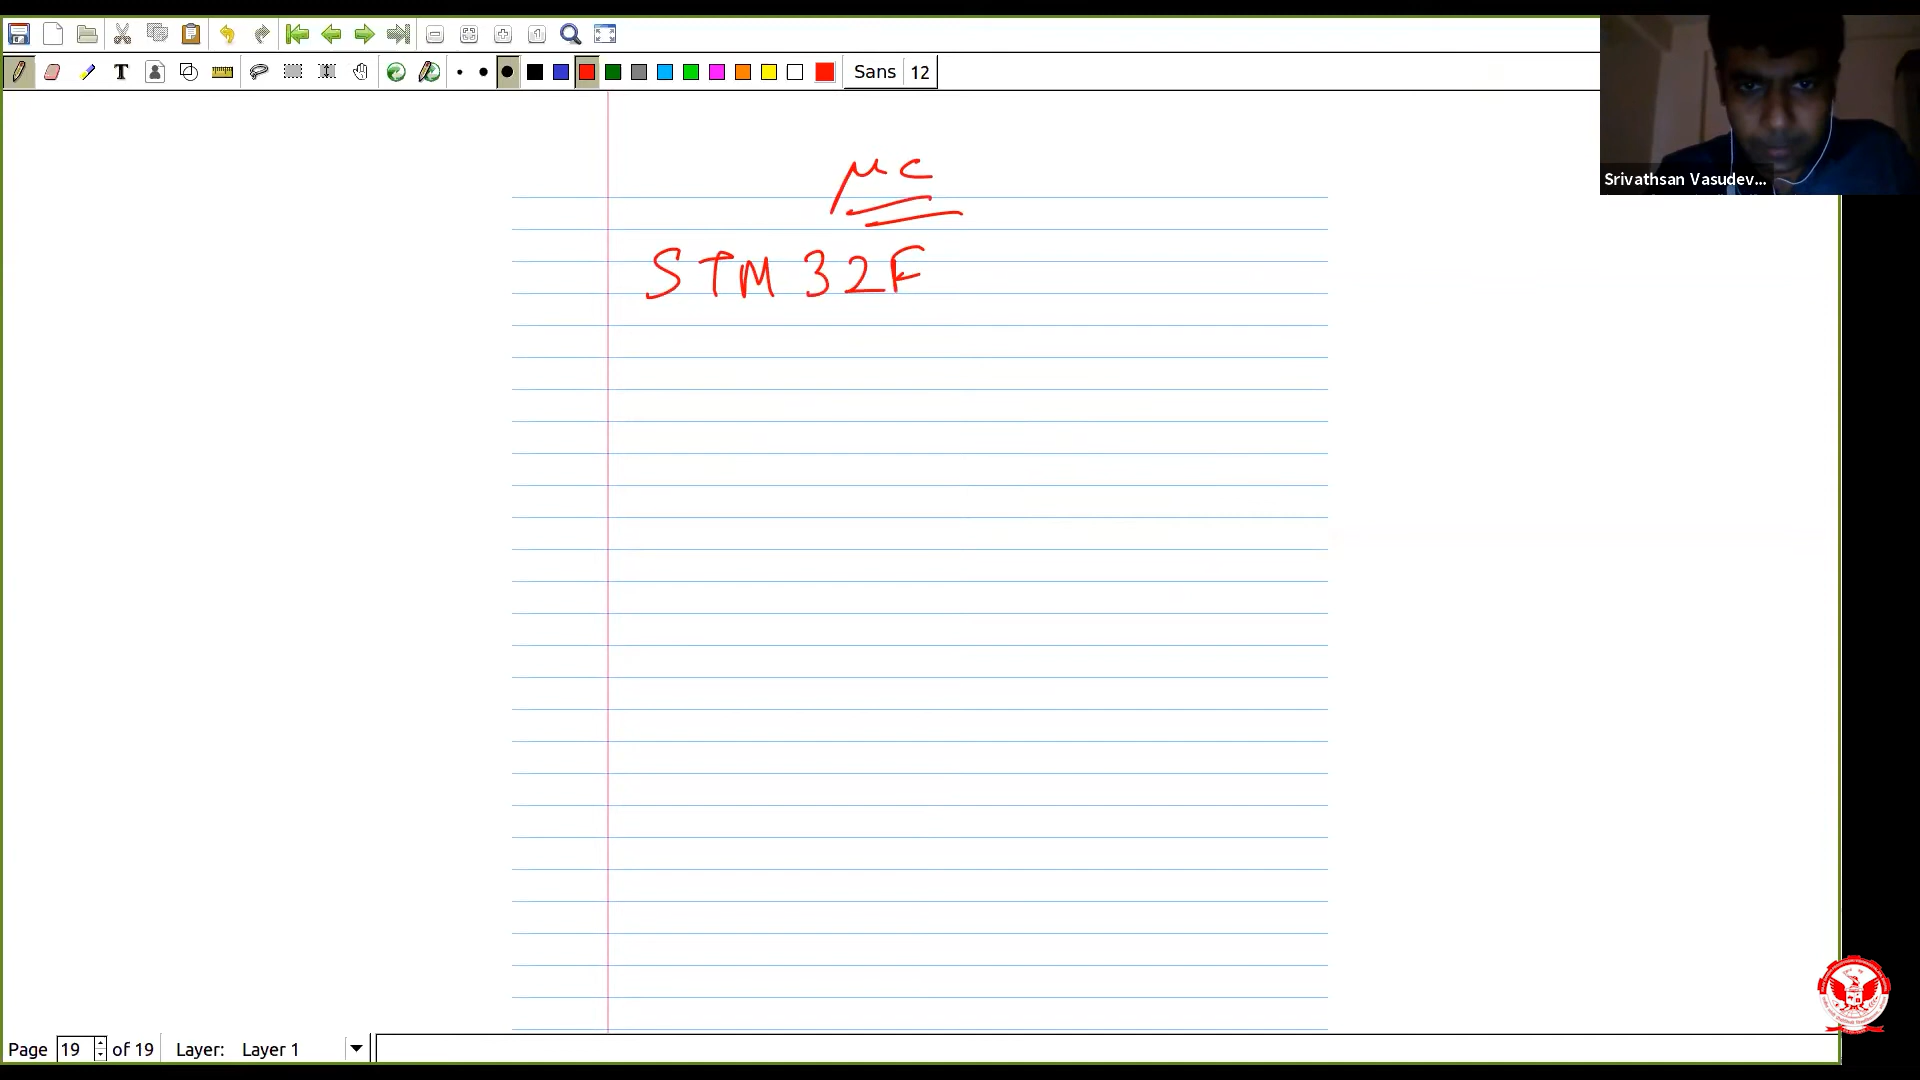 Sans 12
Srivathsan Vasudev...
μc
STM 32F
Page 19 of 19 Layer: Layer 1